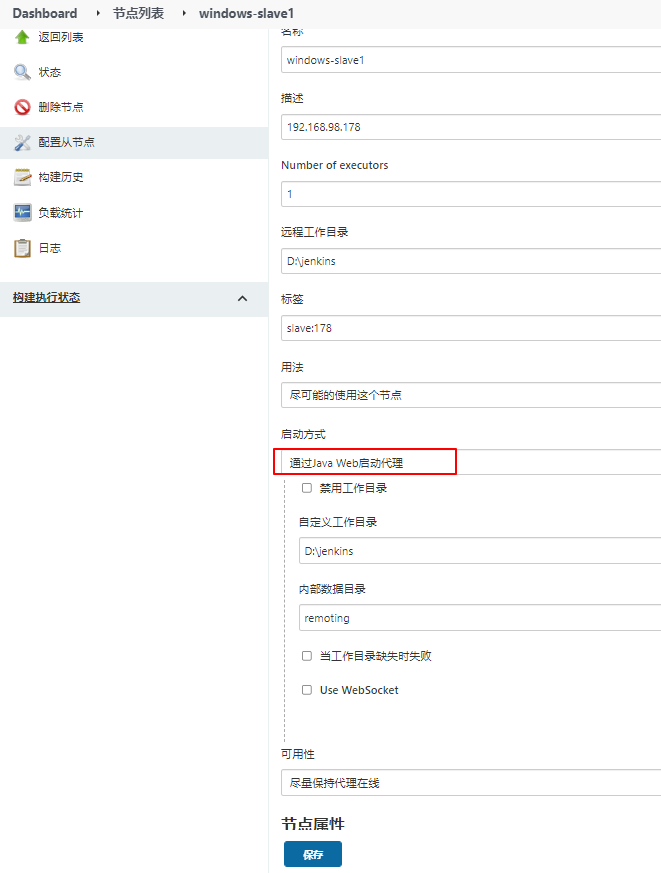 Dashboard 节点列表 windows-slave1
返回列表
状态
删除节点
配置从节点
构建历史
负载统计
日志
构建执行状态
名称
windows-slave1
描述
192.168.98.178
Number of executors
1
远程工作目录
D:\jenkins
标签
slave:178
用法
尽可能的使用这个节点
启动方式
通过Java Web启动代理
禁用工作目录
自定义工作目录
D:\jenkins
内部数据目录
remoting
当工作目录缺失时失败
Use WebSocket
可用性
尽量保持代理在线
节点属性
保存